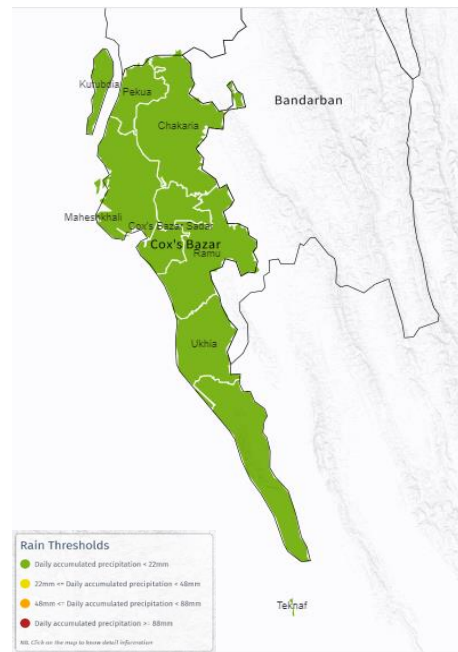 Kutubdia
Pekua
Bandarban
Chakaria
Maheshkhali
Cox's Bazar Sadar
Cox's Bazar
Ramu
Ukhia
Teknaf
Rain Thresholds
Daily accumulated precipitation < 22mm
22mm <= Daily accumulated precipitation < 48mm
48mm <= Daily accumulated precipitation < 88mm
Daily accumulated precipitation >= 88mm
NB. Click on the map to know detail information